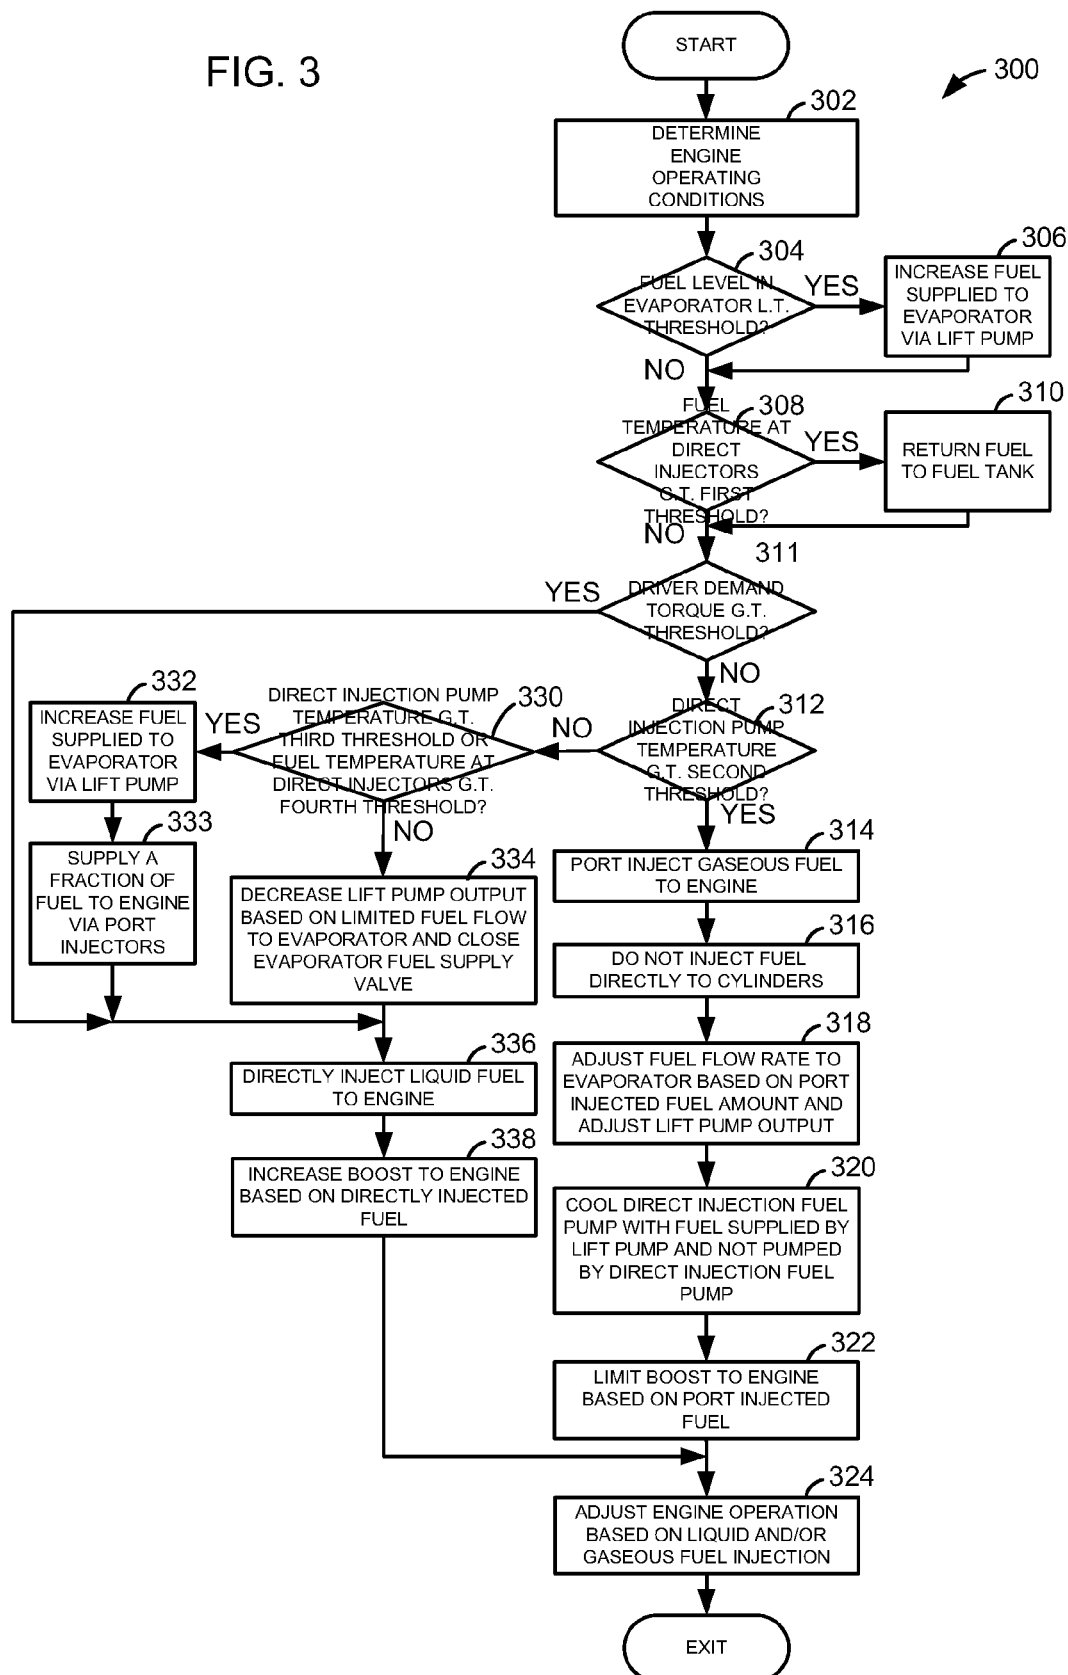 START
FIG. 3
300
302
DETERMINE
ENGINE
OPERATING
CONDITIONS
304
FUEL LEVEL IN
EVAPORATOR L.T.
THRESHOLD?
YES
306
INCREASE FUEL
SUPPLIED TO
EVAPORATOR
VIA LIFT PUMP
NO
308
FUEL
TEMPERATURE AT
DIRECT
INJECTORS
G.T. FIRST
THRESHOLD?
YES
310
RETURN FUEL
TO FUEL TANK
NO
311
DRIVER DEMAND
TORQUE G.T.
THRESHOLD?
YES
NO
312
DIRECT
INJECTION PUMP
TEMPERATURE
G.T. SECOND
THRESHOLD?
NO
YES
330
DIRECT INJECTION PUMP
TEMPERATURE G.T.
THIRD THRESHOLD OR
FUEL TEMPERATURE AT
DIRECT INJECTORS G.T.
FOURTH THRESHOLD?
YES
NO
332
INCREASE FUEL
SUPPLIED TO
EVAPORATOR
VIA LIFT PUMP
333
SUPPLY A
FRACTION OF
FUEL TO ENGINE
VIA PORT
INJECTORS
334
DECREASE LIFT PUMP OUTPUT
BASED ON LIMITED FUEL FLOW
TO EVAPORATOR AND CLOSE
EVAPORATOR FUEL SUPPLY
VALVE
336
DIRECTLY INJECT LIQUID FUEL
TO ENGINE
338
INCREASE BOOST TO ENGINE
BASED ON DIRECTLY INJECTED
FUEL
314
PORT INJECT GASEOUS FUEL
TO ENGINE
316
DO NOT INJECT FUEL
DIRECTLY TO CYLINDERS
318
ADJUST FUEL FLOW RATE TO
EVAPORATOR BASED ON PORT
INJECTED FUEL AMOUNT AND
ADJUST LIFT PUMP OUTPUT
320
COOL DIRECT INJECTION FUEL
PUMP WITH FUEL SUPPLIED BY
LIFT PUMP AND NOT PUMPED
BY DIRECT INJECTION FUEL
PUMP
322
LIMIT BOOST TO ENGINE
BASED ON PORT INJECTED
FUEL
324
ADJUST ENGINE OPERATION
BASED ON LIQUID AND/OR
GASEOUS FUEL INJECTION
EXIT